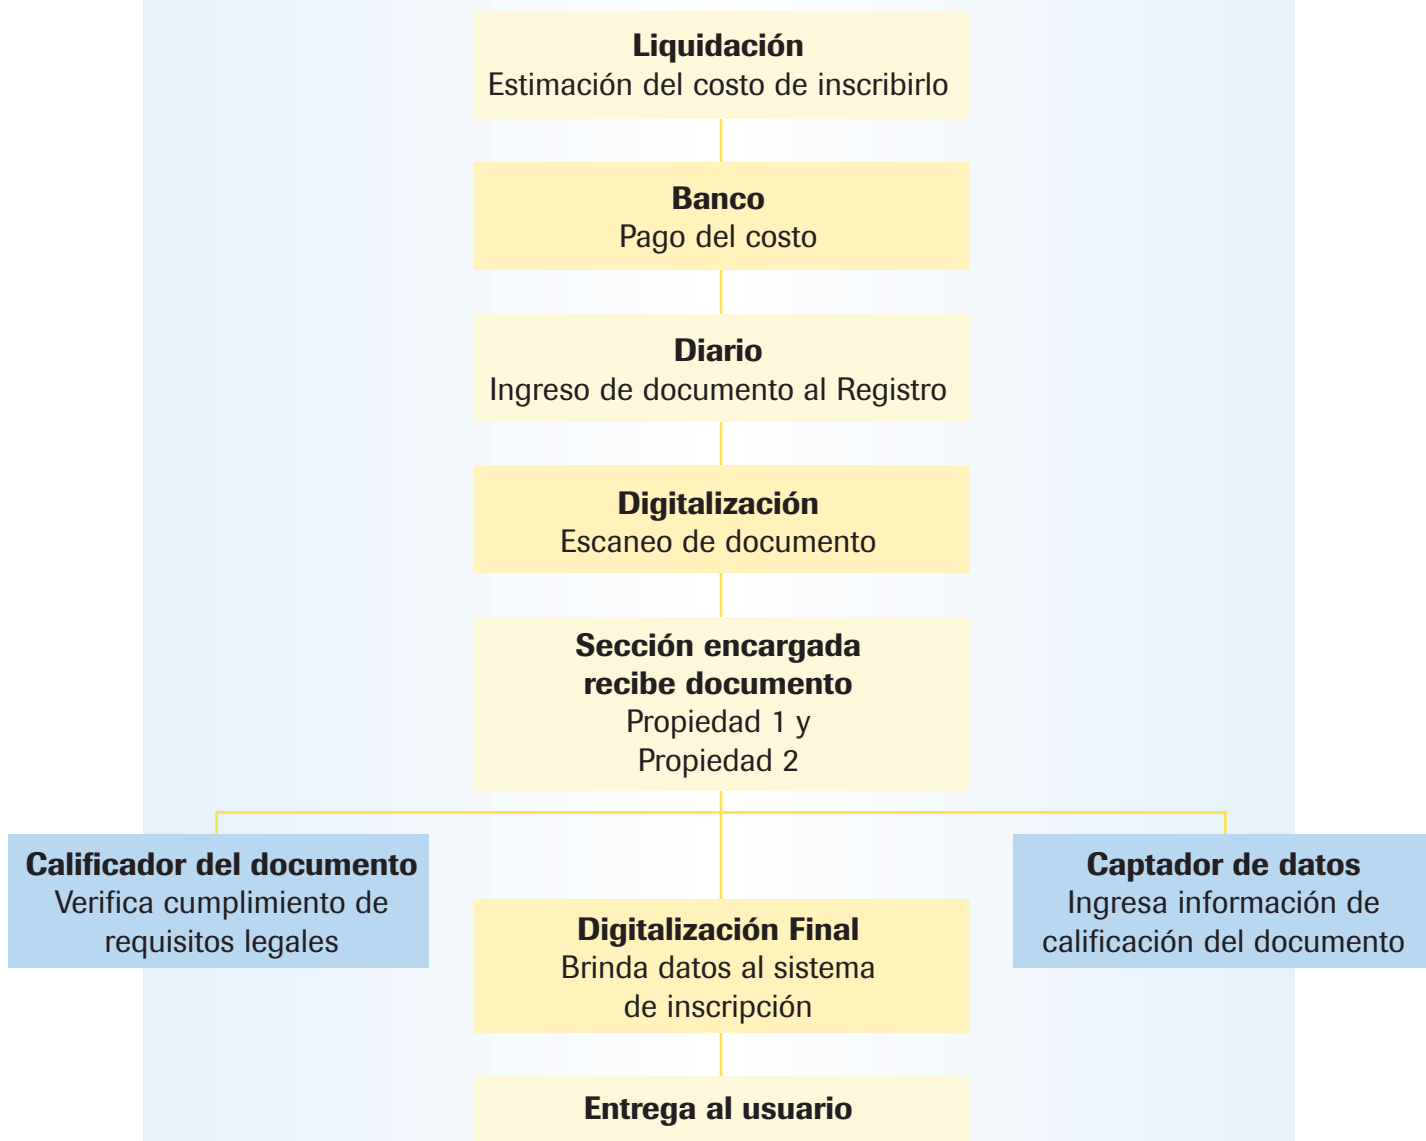 Liquidación
Estimación del costo de inscribirlo
Banco
Pago del costo
Diario
Ingreso de documento al Registro
Digitalización
Escaneo de documento
Sección encargada
recibe documento
Propiedad 1 y
Propiedad 2
Calificador del documento
Verifica cumplimiento de
requisitos legales
Captador de datos
Ingresa información de
calificación del documento
Digitalización Final
Brinda datos al sistema
de inscripción
Entrega al usuario